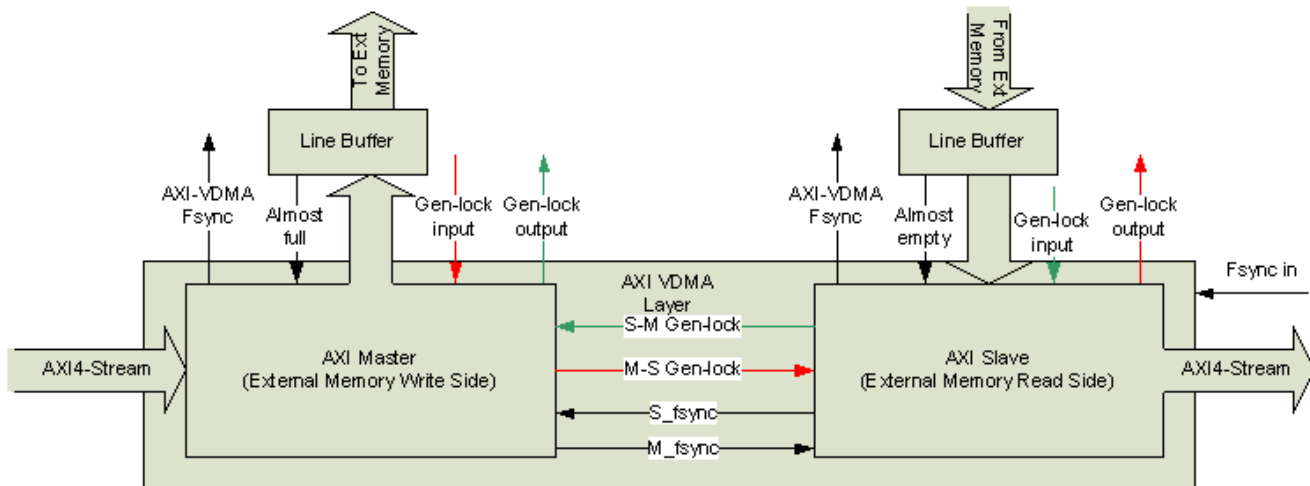 To Ext
Memory
From Ext
Memory
Line Buffer
Line Buffer
AXI-VDMA
Fsync
Almost
full
Gen-lock
input
Gen-lock
output
AXI-VDMA
Fsync
Almost
empty
Gen-lock
input
Gen-lock
output
Fsync in
AXI VDMA
Layer
S-M Gen-lock
AXI4-Stream
AXI Master
(External Memory Write Side)
M-S Gen-lock
AXI Slave
(External Memory Read Side)
AXI4-Stream
S_fsync
M_fsync